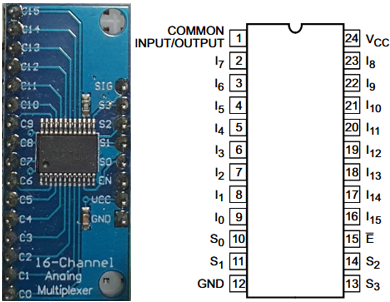 C15
C14
C13
C12
C11
C10
C9
C8
C7
C6
C5
C4
C3
C2
C1
C0
SIG
S3
S2
S1
S0
EN
VCC
GND
16-Channel
Analog
Multiplexer
COMMON
INPUT/OUTPUT
I7
I6
I5
I4
I3
I2
I1
I0
S0
S1
GND
1
2
3
4
5
6
7
8
9
10
11
12
24
23
22
21
20
19
18
17
16
15
14
13
VCC
I8
I9
I10
I11
I12
I13
I14
I15
E̅
S2
S3